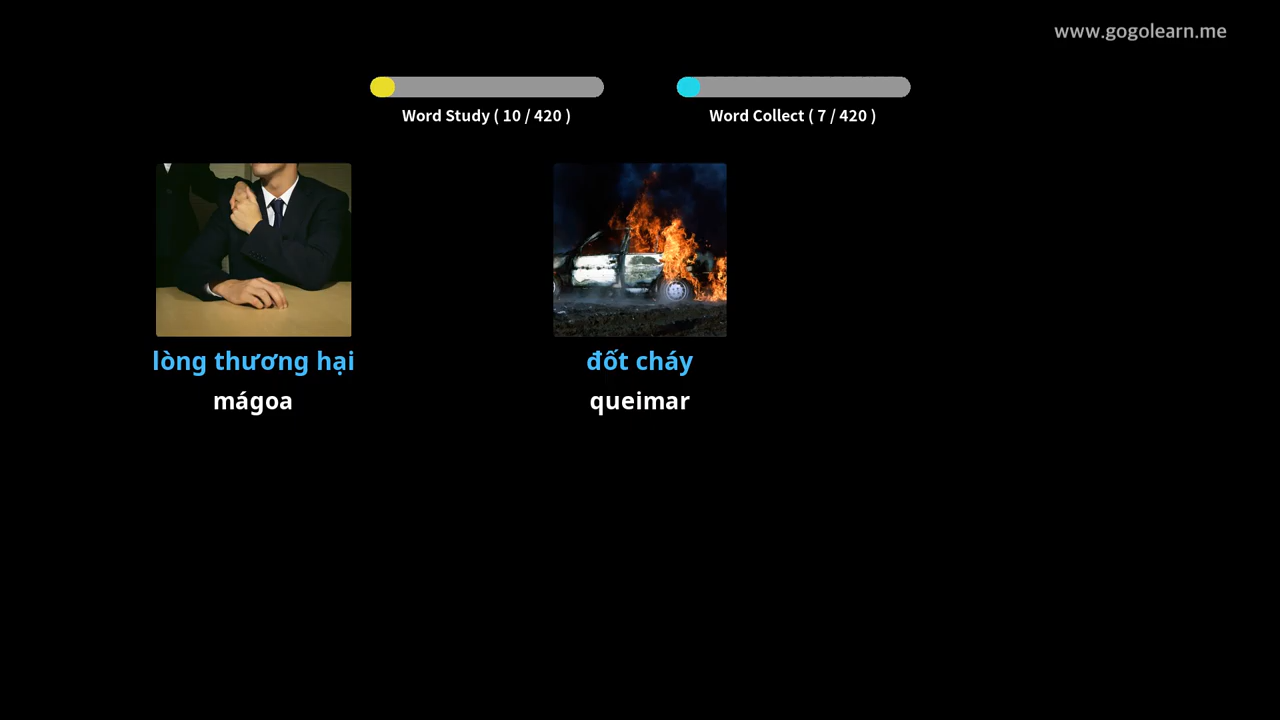 www.gogolearn.me
Word Study ( 10 / 420 )
Word Collect ( 7 / 420 )
lòng thương hại
đốt cháy
mágoa
queimar